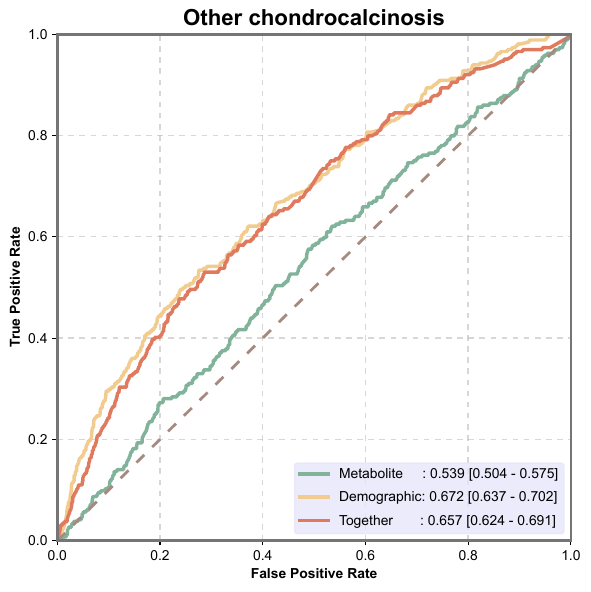 Other chondrocalcinosis
1.0
0.8
0.6
0.4
0.2
0.0
True Positive Rate
Metabolite : 0.539 [0.504 - 0.575]
Demographic: 0.672 [0.637 - 0.702]
Together : 0.657 [0.624 - 0.691]
0.0 0.2 0.4 0.6 0.8 1.0
False Positive Rate